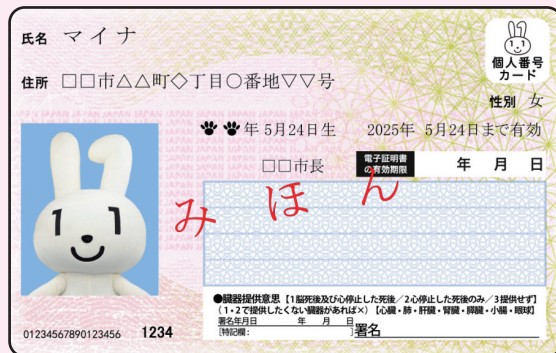 氏名 マイナ
個人番号
カード
住所 □□市△△町◇丁目○番地▽▽号
性別 女
年 5月24日生 2025年 5月24日まで有効
□□市長 電子証明書の有効期限 年 月 日
みほん
●臓器提供意思【1脳死後及び心停止した死後／2心停止した死後のみ／3提供せず】
（1・2で提供したくない臓器があれば×）【心臓・肺・肝臓・腎臓・膵臓・小腸・眼球】
署名年月日 年 月 日
[特記欄： ]署名
01234567890123456 1234